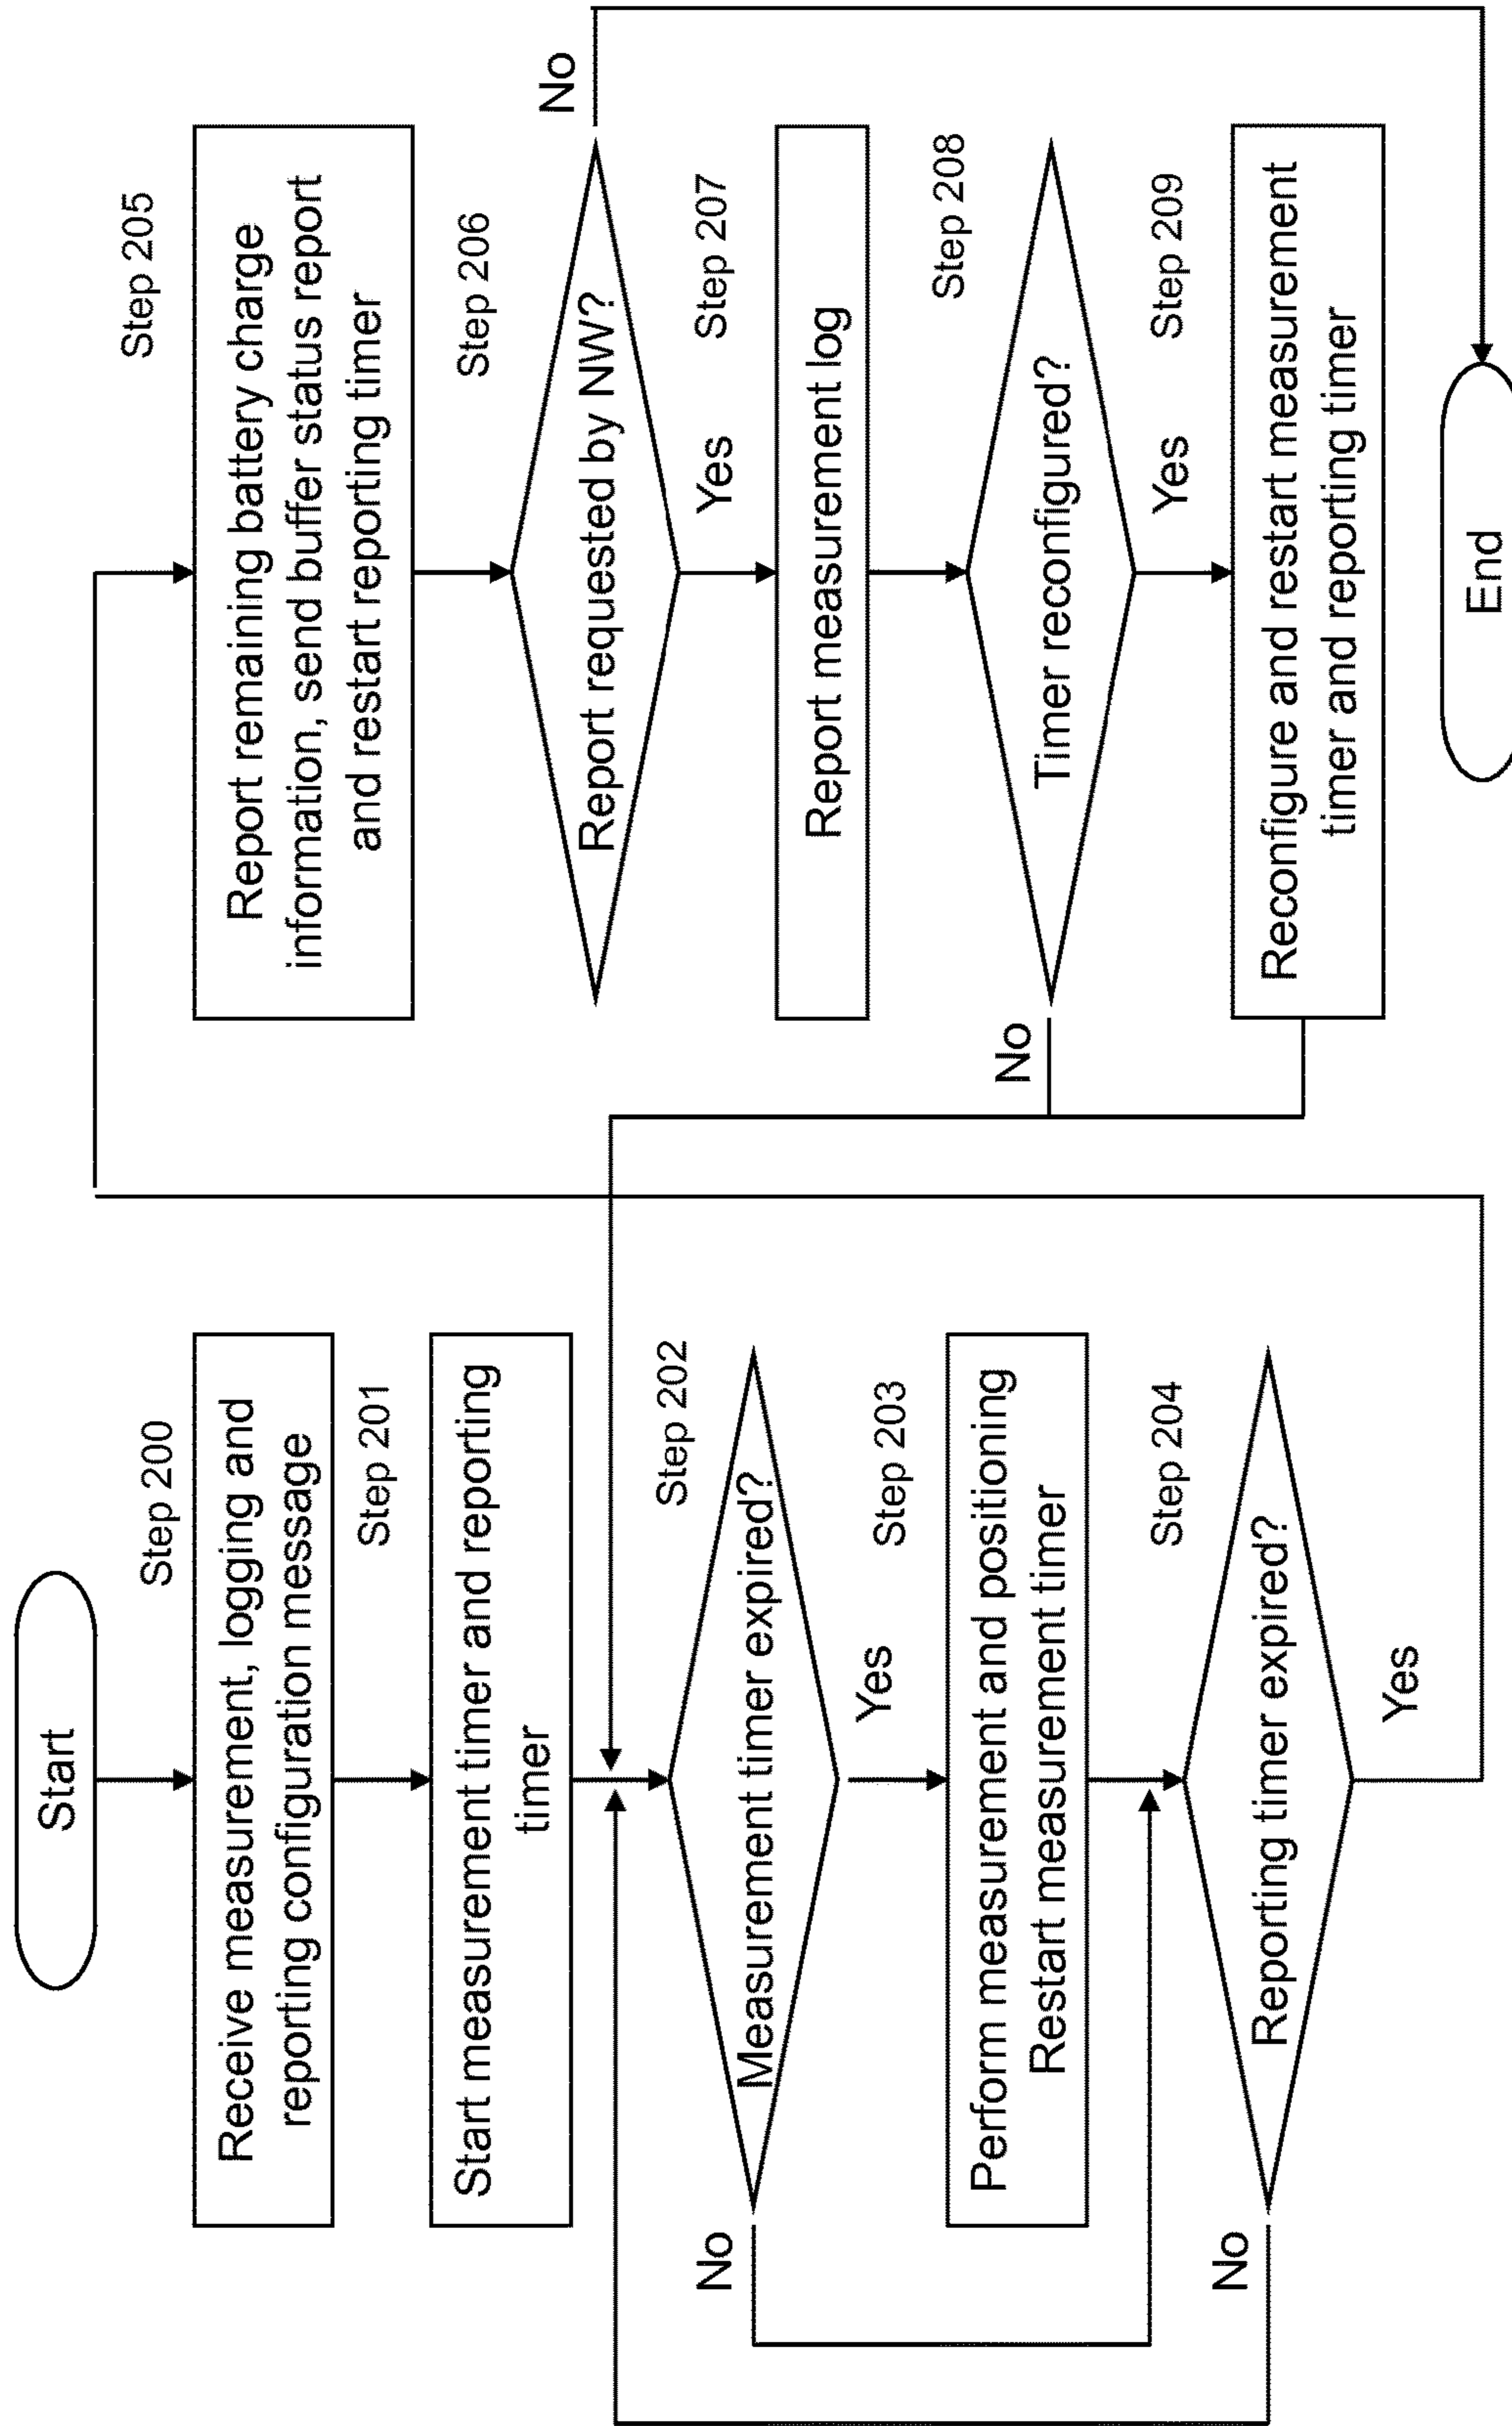 Start
Step 200
Receive measurement, logging and
reporting configuration message
Step 201
Start measurement timer and reporting
timer
Step 202
Measurement timer expired?
No
Yes
Step 203
Perform measurement and positioning
Restart measurement timer
Step 204
Reporting timer expired?
No
Yes
Step 205
Report remaining battery charge
information, send buffer status report
and restart reporting timer
Step 206
Report requested by NW?
No
Yes
Step 207
Report measurement log
Step 208
Timer reconfigured?
No
Yes
Step 209
Reconfigure and restart measurement
timer and reporting timer
End